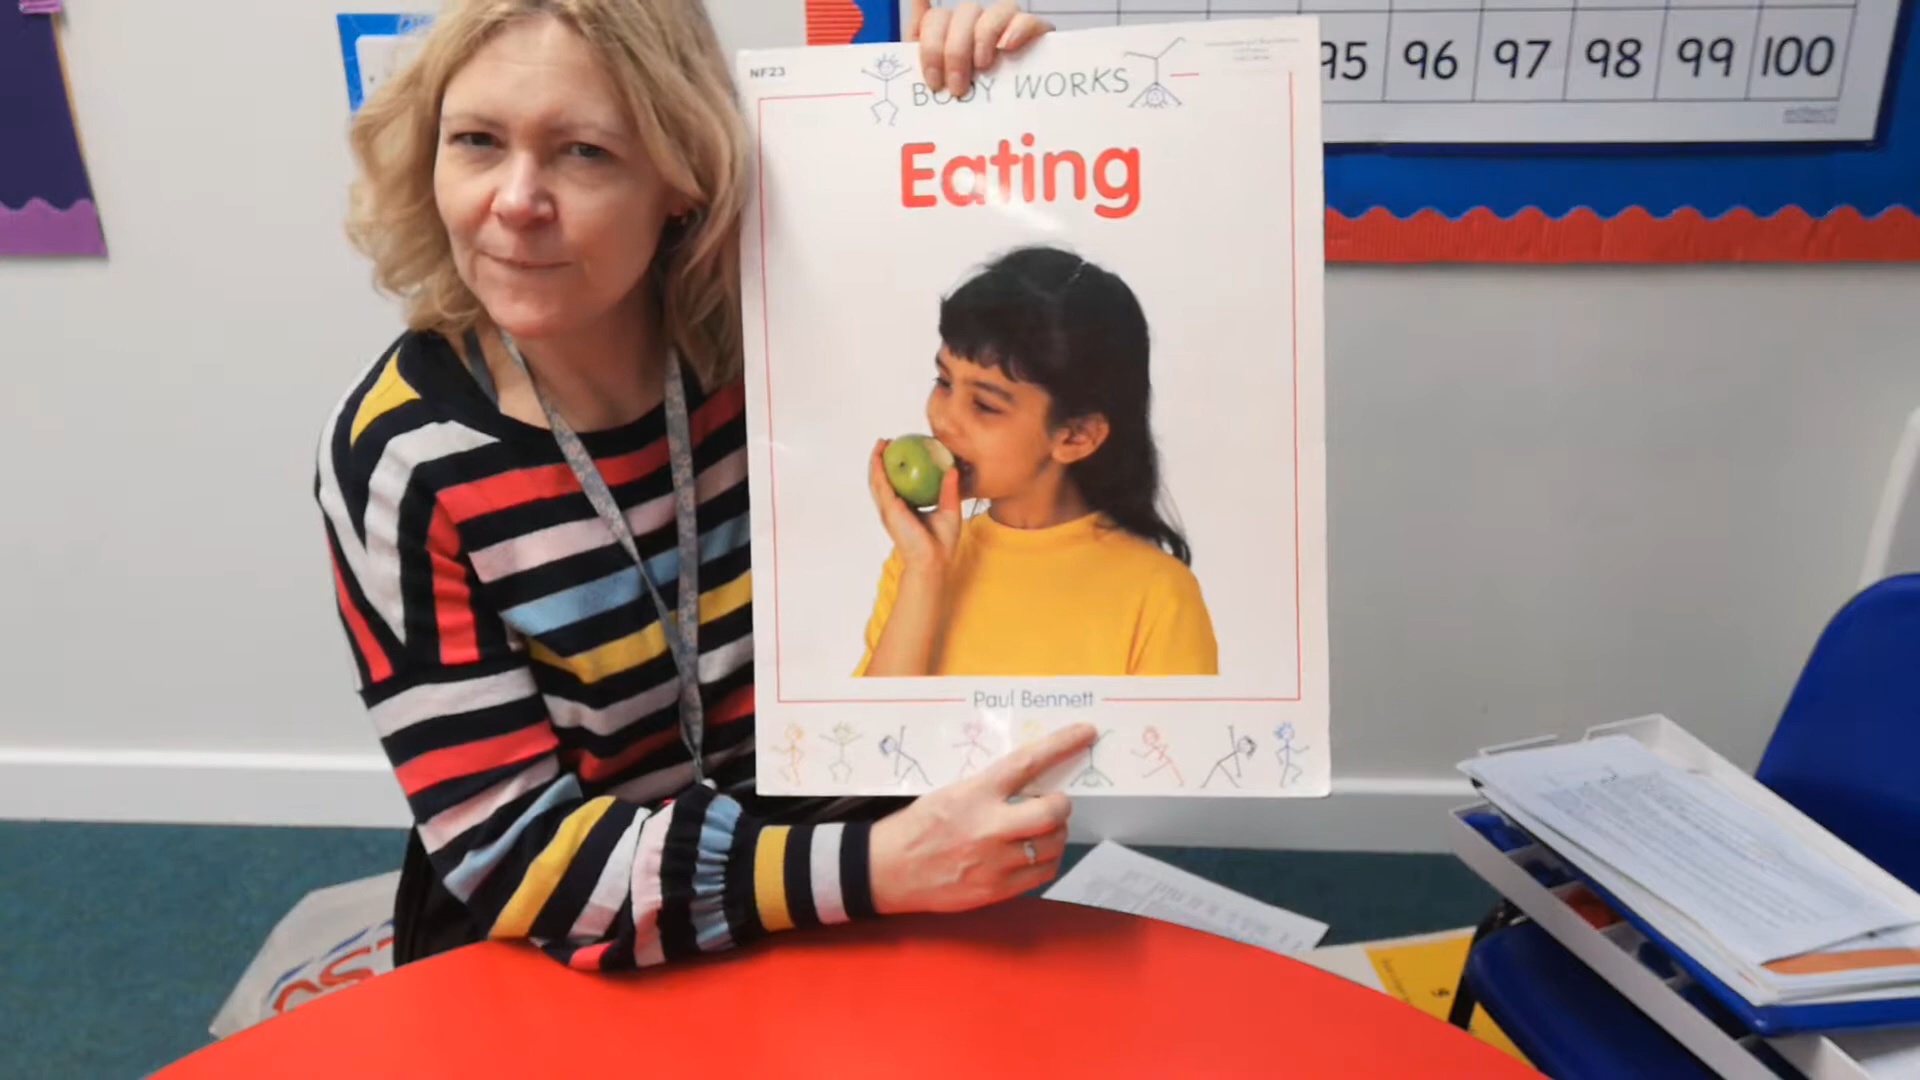 95 96 97 98 99 100
NF23
BODY WORKS
Eating
Paul Bennett